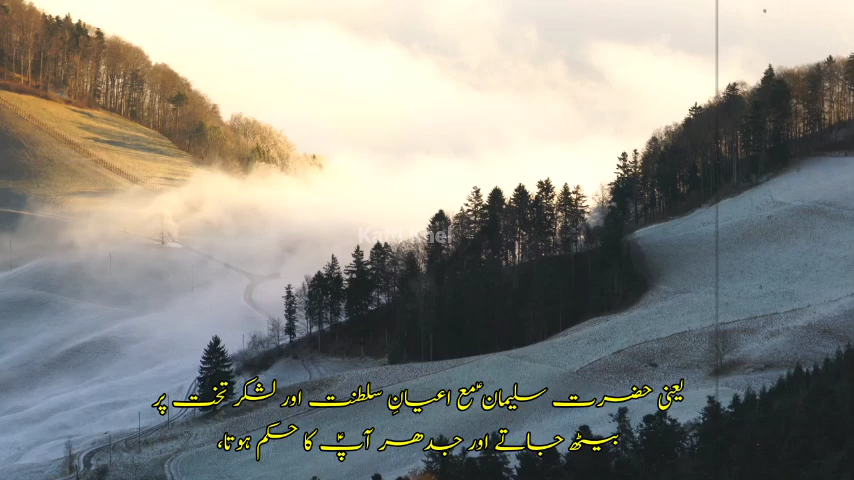 یعنی حضرت سلیمانؑ مع اعیانِ سلطنت اور لشکر تخت پر
بیٹھ جاتے اور جدھر آپؑ کا حکم ہوتا،